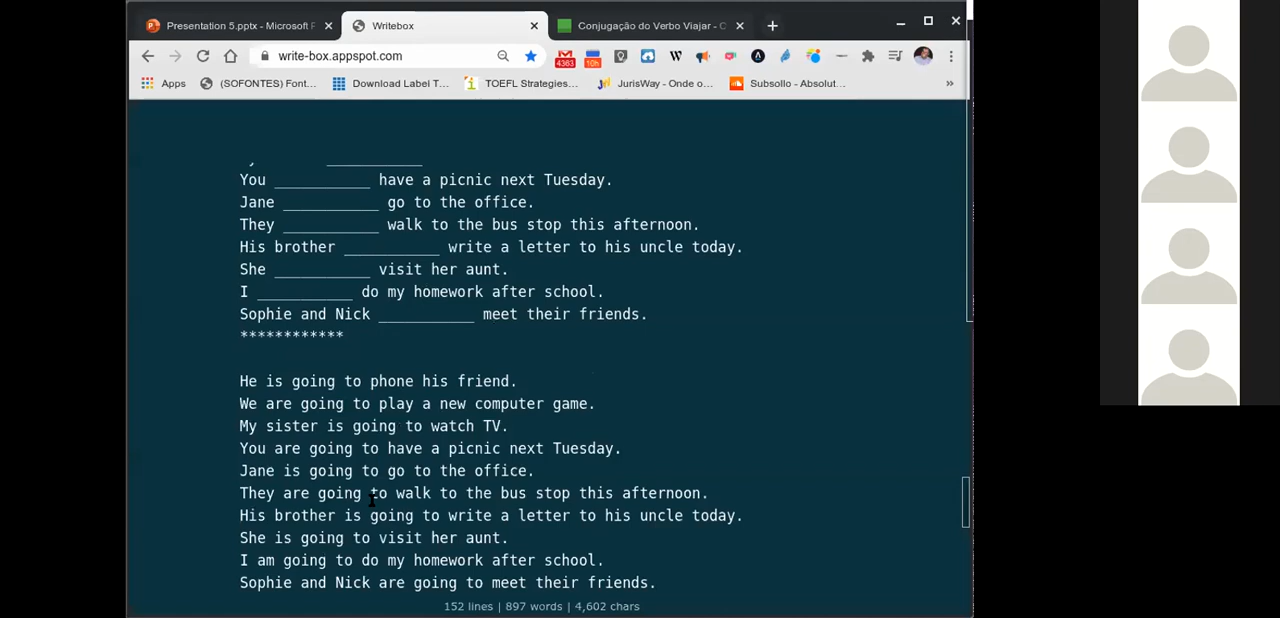 Presentation 5.pptx - Microsoft P
Writebox
Conjugação do Verbo Viajar - C
write-box.appspot.com
4363
10h
W
Apps
(SOFONTES) Font...
Download Label T...
TOEFL Strategies...
JurisWay - Onde o...
Subsollo - Absolut...
»
You ___________ have a picnic next Tuesday.
Jane ___________ go to the office.
They ___________ walk to the bus stop this afternoon.
His brother ___________ write a letter to his uncle today.
She ___________ visit her aunt.
I ___________ do my homework after school.
Sophie and Nick ___________ meet their friends.
************
He is going to phone his friend.
We are going to play a new computer game.
My sister is going to watch TV.
You are going to have a picnic next Tuesday.
Jane is going to go to the office.
They are going to walk to the bus stop this afternoon.
His brother is going to write a letter to his uncle today.
She is going to visit her aunt.
I am going to do my homework after school.
Sophie and Nick are going to meet their friends.
152 lines | 897 words | 4,602 chars